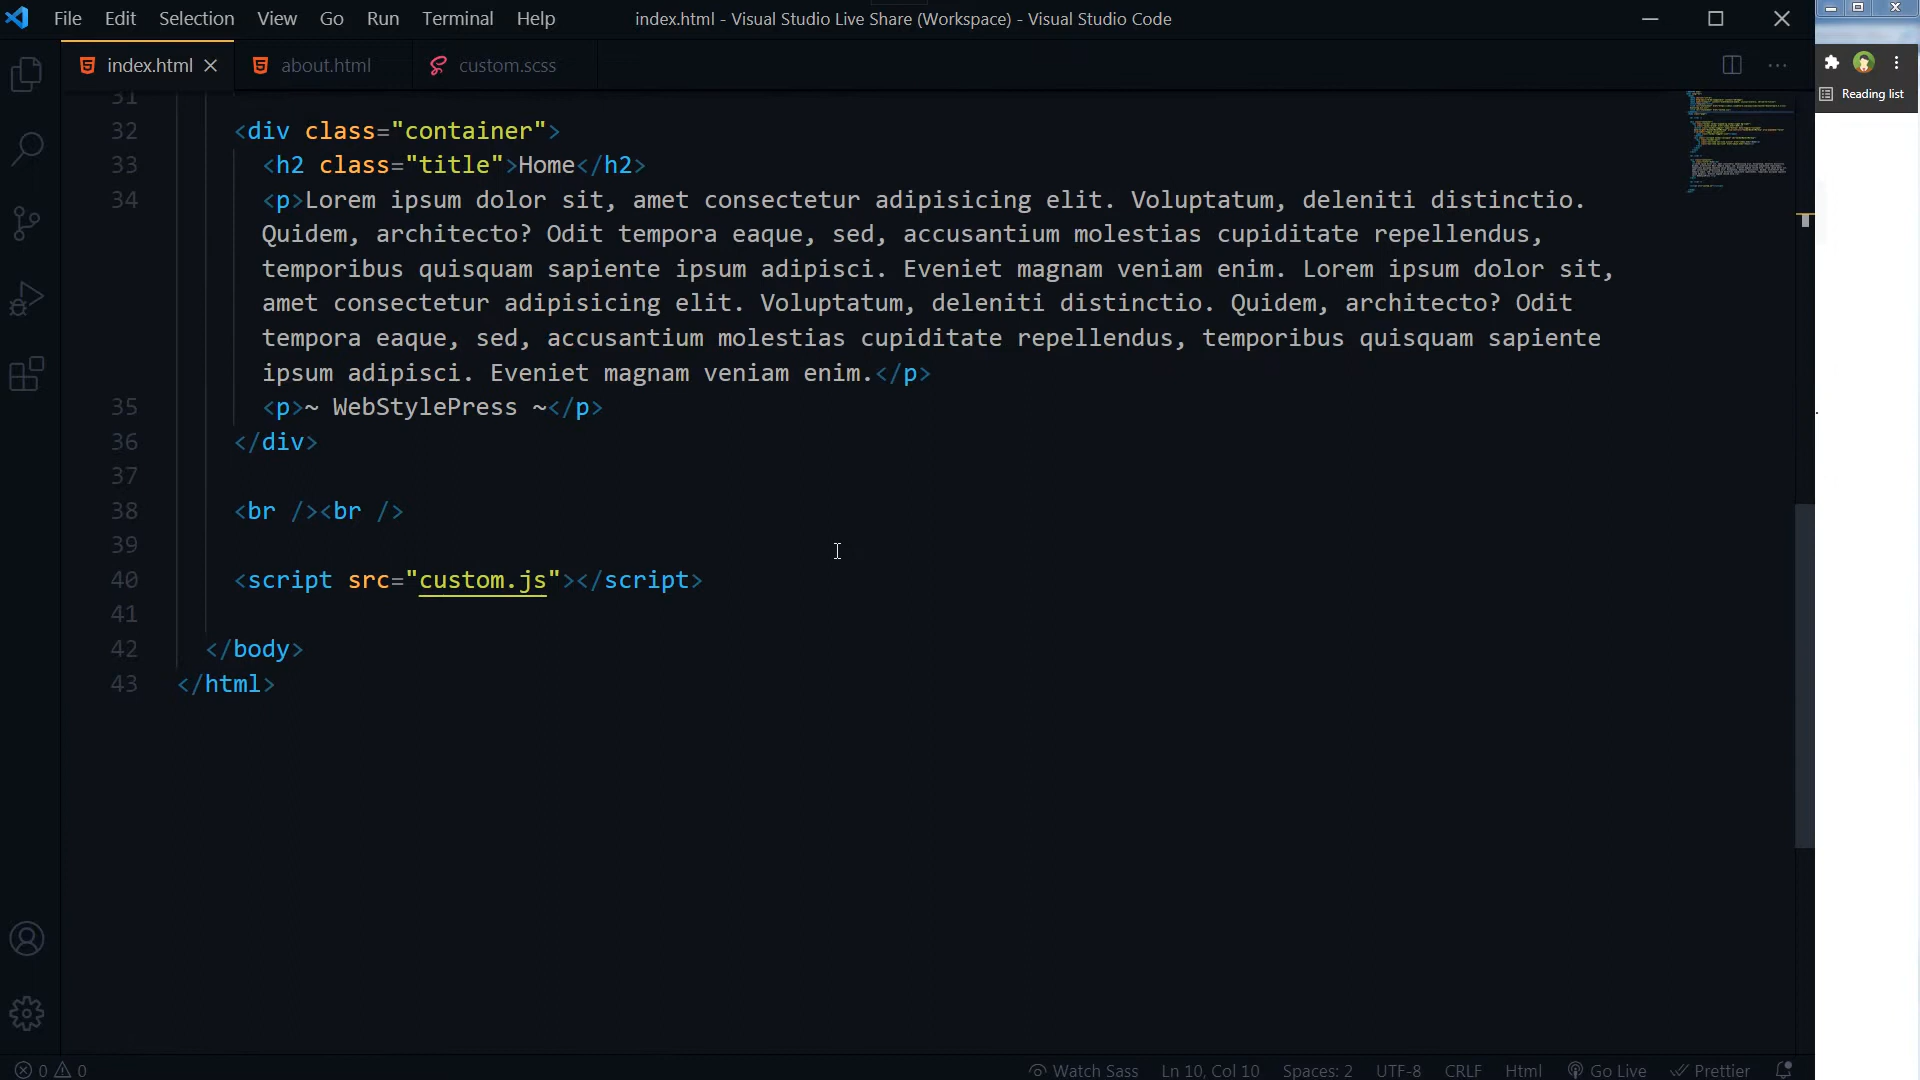 File Edit Selection View Go Run Terminal Help index.html - Visual Studio Live Share (Workspace) - Visual Studio Code
index.html about.html custom.scss
Reading list
31
32 <div class="container">
33 <h2 class="title">Home</h2>
34 <p>Lorem ipsum dolor sit, amet consectetur adipisicing elit. Voluptatum, deleniti distinctio.
Quidem, architecto? Odit tempora eaque, sed, accusantium molestias cupiditate repellendus,
temporibus quisquam sapiente ipsum adipisci. Eveniet magnam veniam enim. Lorem ipsum dolor sit,
amet consectetur adipisicing elit. Voluptatum, deleniti distinctio. Quidem, architecto? Odit
tempora eaque, sed, accusantium molestias cupiditate repellendus, temporibus quisquam sapiente
ipsum adipisci. Eveniet magnam veniam enim.</p>
35 <p>~ WebStylePress ~</p>
36 </div>
37
38 <br /><br />
39
40 <script src="custom.js"></script>
41
42 </body>
43 </html>
0 0 Watch Sass Ln 10, Col 10 Spaces: 2 UTF-8 CRLF Html Go Live Prettier